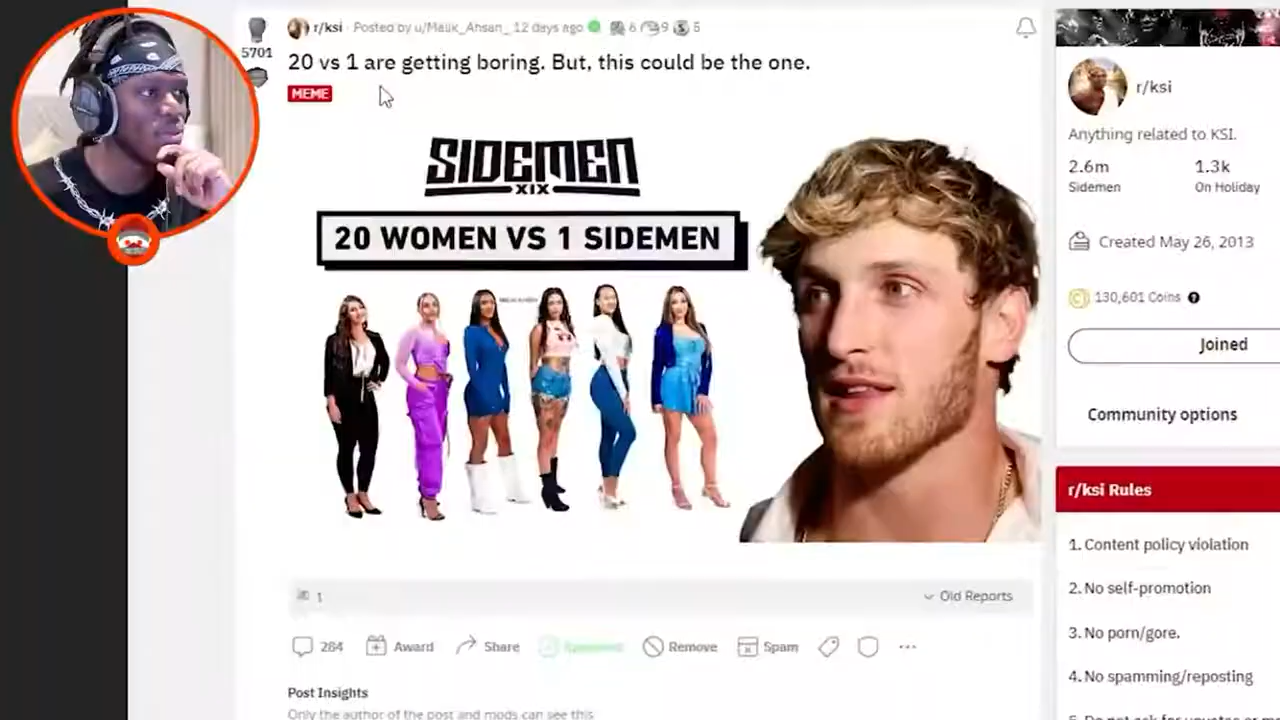 r/ksi · Posted by u/Malik_Ahsan_ 12 days ago 6 9 5
5701
20 vs 1 are getting boring. But, this could be the one.
MEME
SIDEMEN
XIX
20 WOMEN VS 1 SIDEMEN
1
Old Reports
284
Award
Share
Remove
Spam
Post Insights
Only the author of the post and mods can see this
r/ksi
Anything related to KSI.
2.6m
1.3k
Sidemen
On Holiday
Created May 26, 2013
130,601 Coins
Joined
Community options
r/ksi Rules
1. Content policy violation
2. No self-promotion
3. No porn/gore.
4. No spamming/reposting